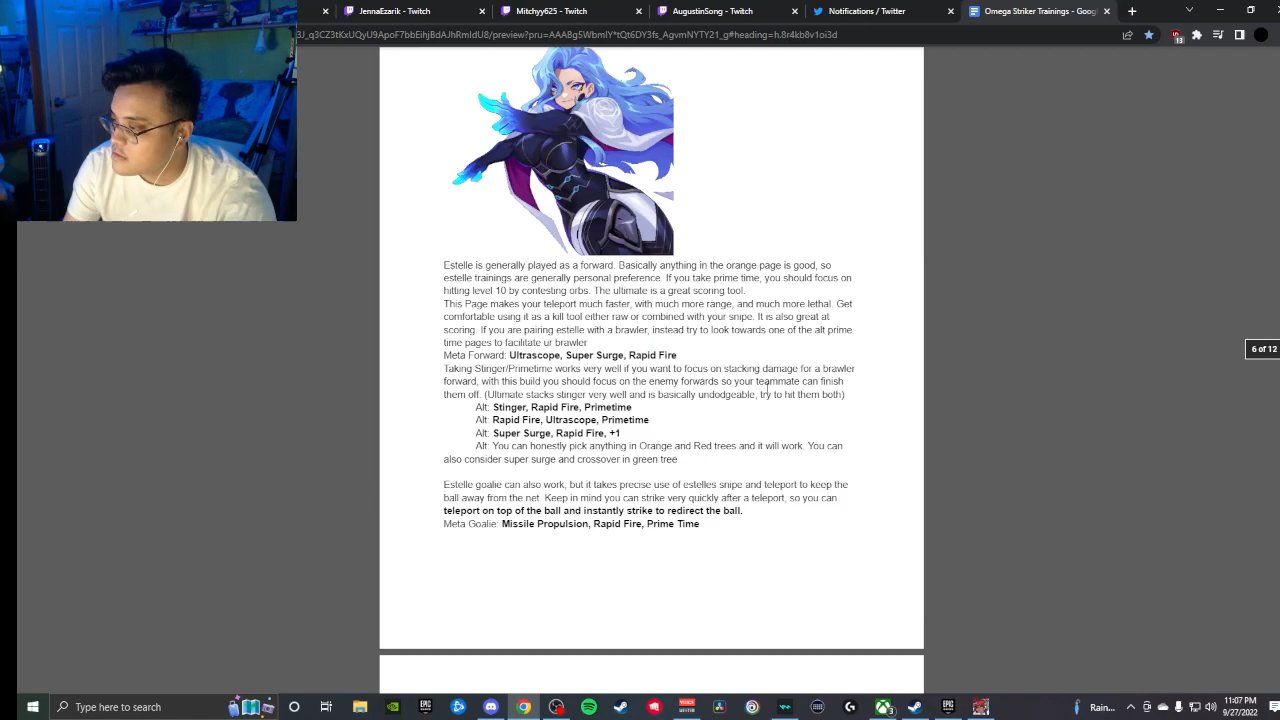 JennaEzarik - Twitch
Mitchyy625 - Twitch
AugustinSong - Twitch
Notifications / Twitter
Omega Striker Trainings - Googl
13
Estelle is generally played as a forward. Basically anything in the orange page is good, so
estelle trainings are generally personal preference. If you take prime time, you should focus on
hitting level 10 by contesting orbs. The ultimate is a great scoring tool.
This Page makes your teleport much faster, with much more range, and much more lethal. Get
comfortable using it as a kill tool either raw or combined with your snipe. It is also great at
scoring. If you are pairing estelle with a brawler, instead try to look towards one of the alt prime
time pages to facilitate ur brawler
6 of 12
Meta Forward: Ultrascope, Super Surge, Rapid Fire
Taking Stinger/Primetime works very well if you want to focus on stacking damage for a brawler
forward, with this build you should focus on the enemy forwards so your teammate can finish
them off. (Ultimate stacks stinger very well and is basically undodgeable, try to hit them both)
Alt: Stinger, Rapid Fire, Primetime
Alt: Rapid Fire, Ultrascope, Primetime
Alt: Super Surge, Rapid Fire, +1
Alt: You can honestly pick anything in Orange and Red trees and it will work. You can
also consider super surge and crossover in green tree
Estelle goalie can also work, but it takes precise use of estelles snipe and teleport to keep the
ball away from the net. Keep in mind you can strike very quickly after a teleport, so you can
teleport on top of the ball and instantly strike to redirect the ball.
Meta Goalie: Missile Propulsion, Rapid Fire, Prime Time
Type here to search
Rain...
11:07 PM
9/27/2022